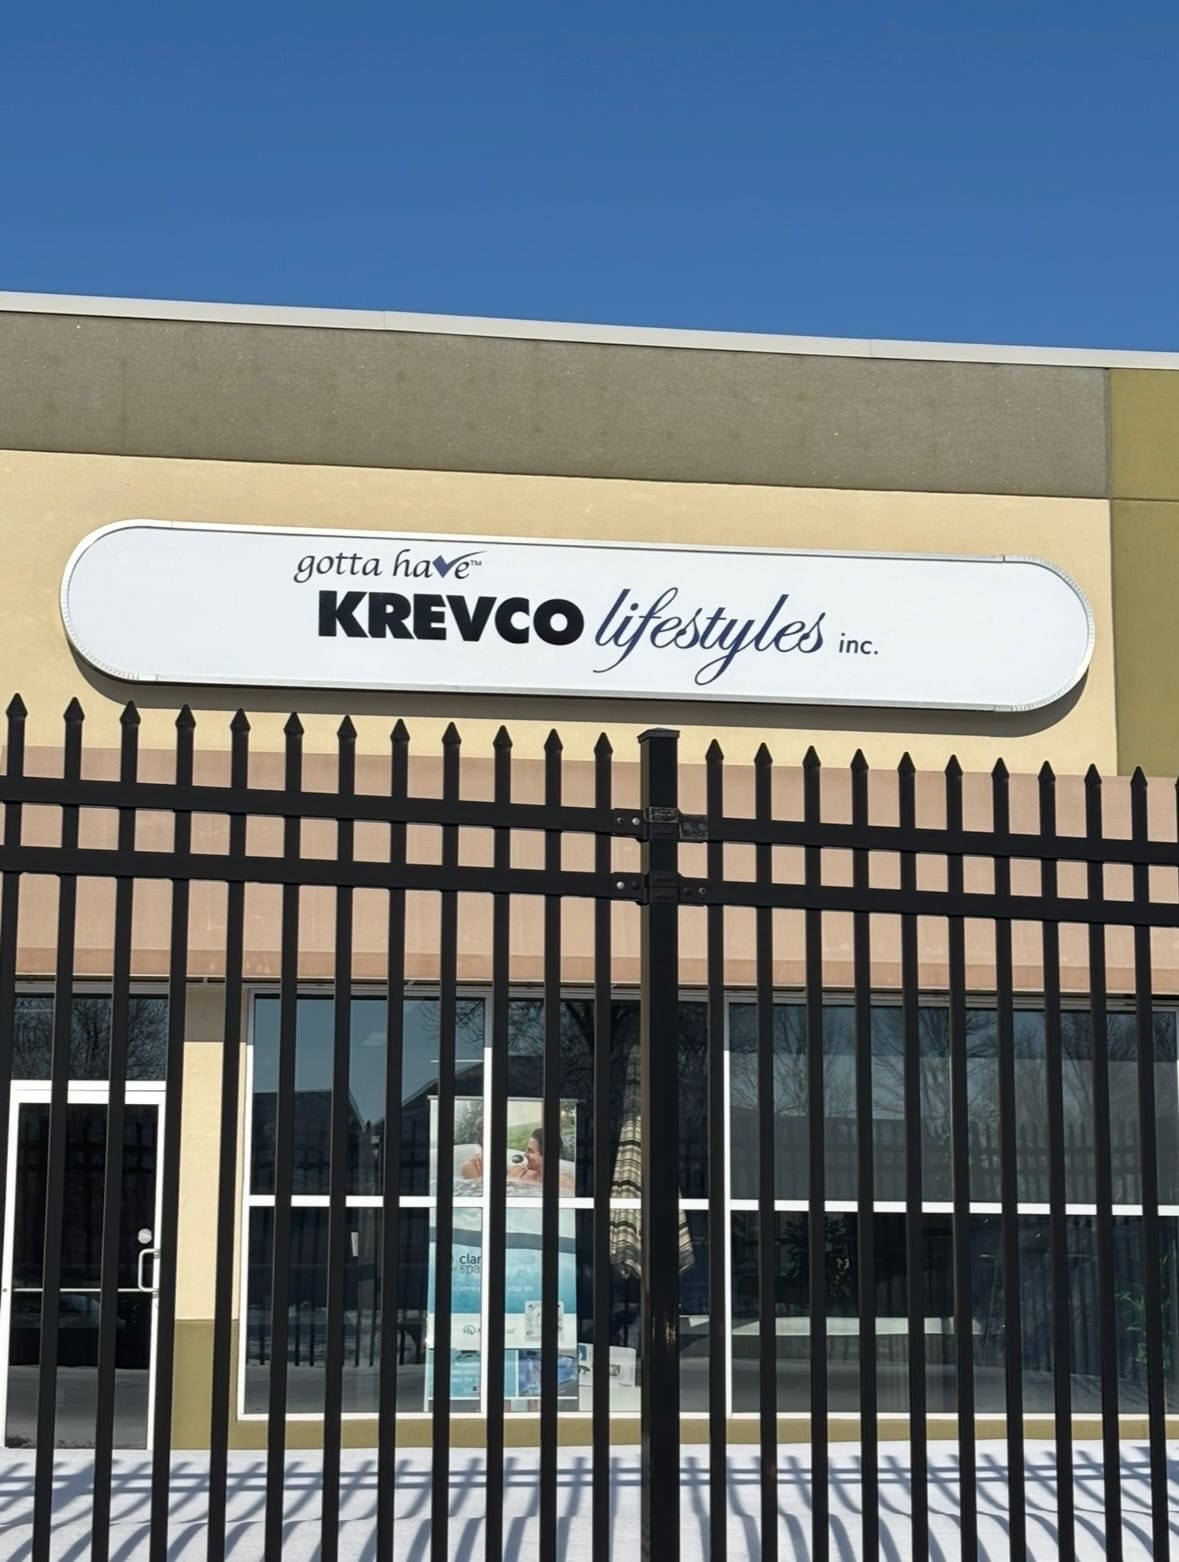 gotta have™
KREVCO lifestyles inc.